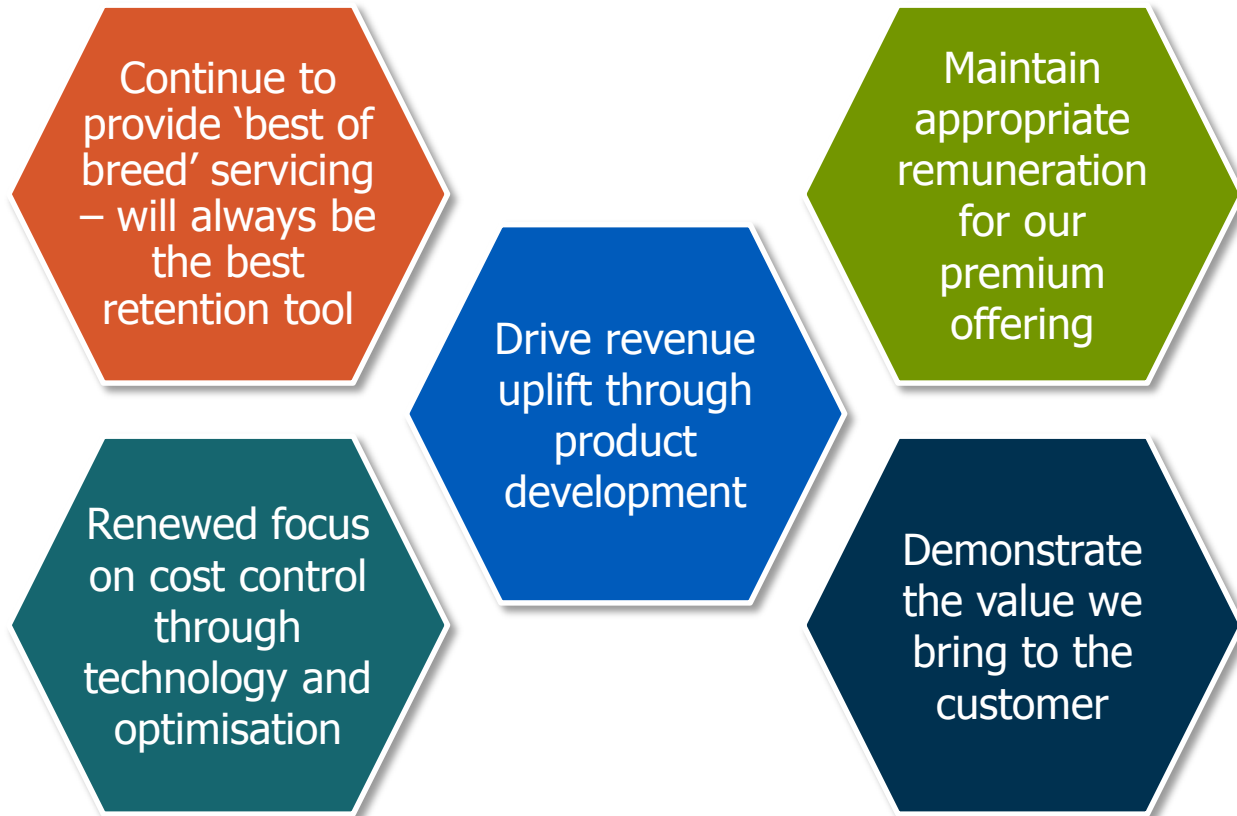 Continue to
provide ‘best of
breed’ servicing
– will always be
the best
retention tool
Maintain
appropriate
remuneration
for our
premium
offering
Drive revenue
uplift through
product
development
Renewed focus
on cost control
through
technology and
optimisation
Demonstrate
the value we
bring to the
customer